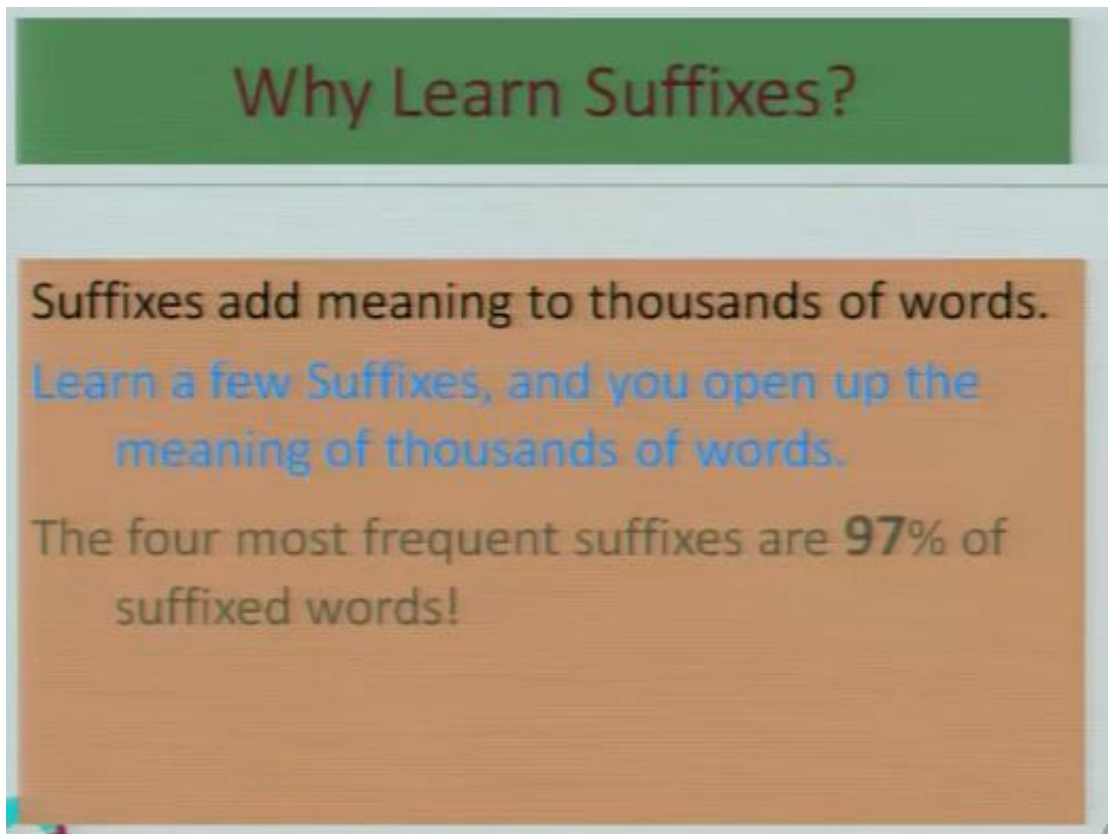 Why Learn Suffixes?
Suffixes add meaning to thousands of words.
Learn a few Suffixes, and you open up the
meaning of thousands of words.
The four most frequent suffixes are 97% of
suffixed words!